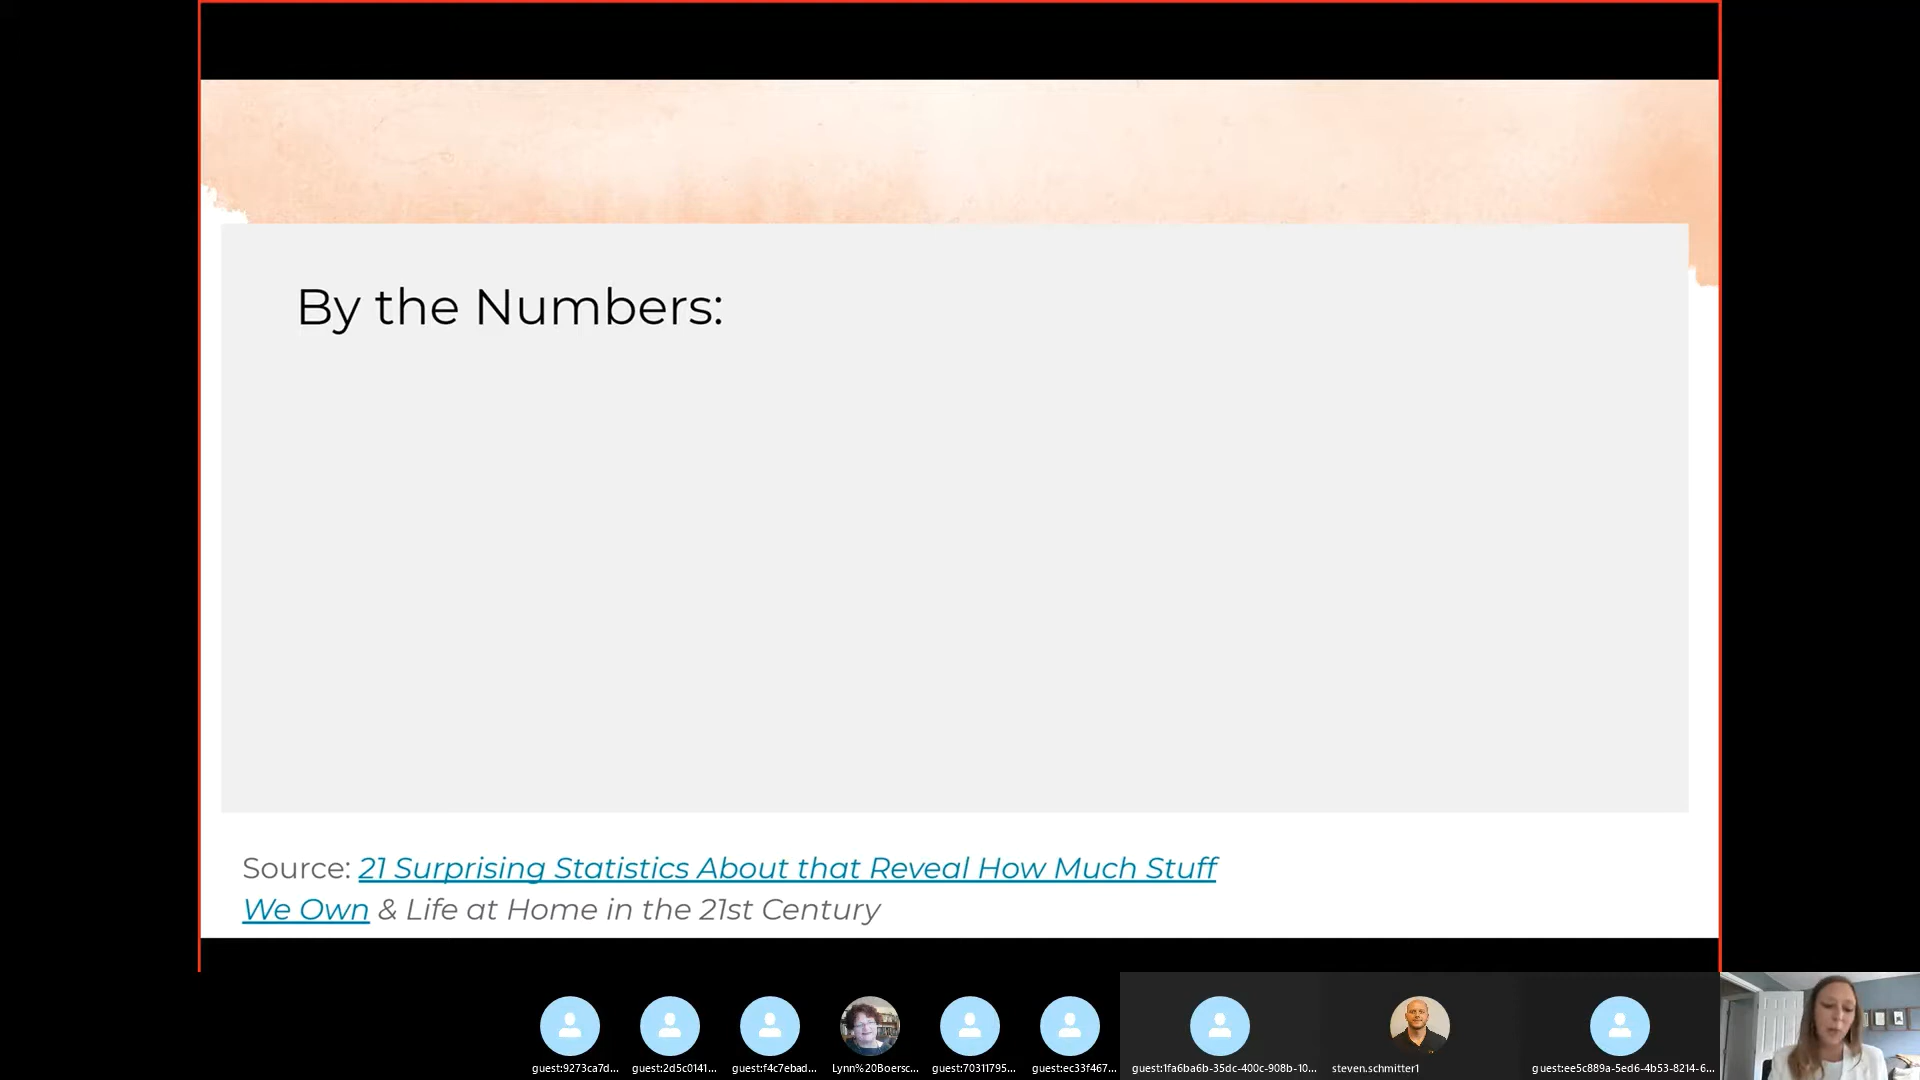 By the Numbers:
Source: 21 Surprising Statistics About that Reveal How Much Stuff
We Own & Life at Home in the 21st Century
guest:9273ca7d...
guest:2d5c0141...
guest:f4c7ebad...
Lynn%20Boersc...
guest:70311795...
guest:ec33f467...
guest:1fa6ba6b-35dc-400c-908b-10...
steven.schmitter1
guest:ee5c889a-5ed6-4b53-8214-6...